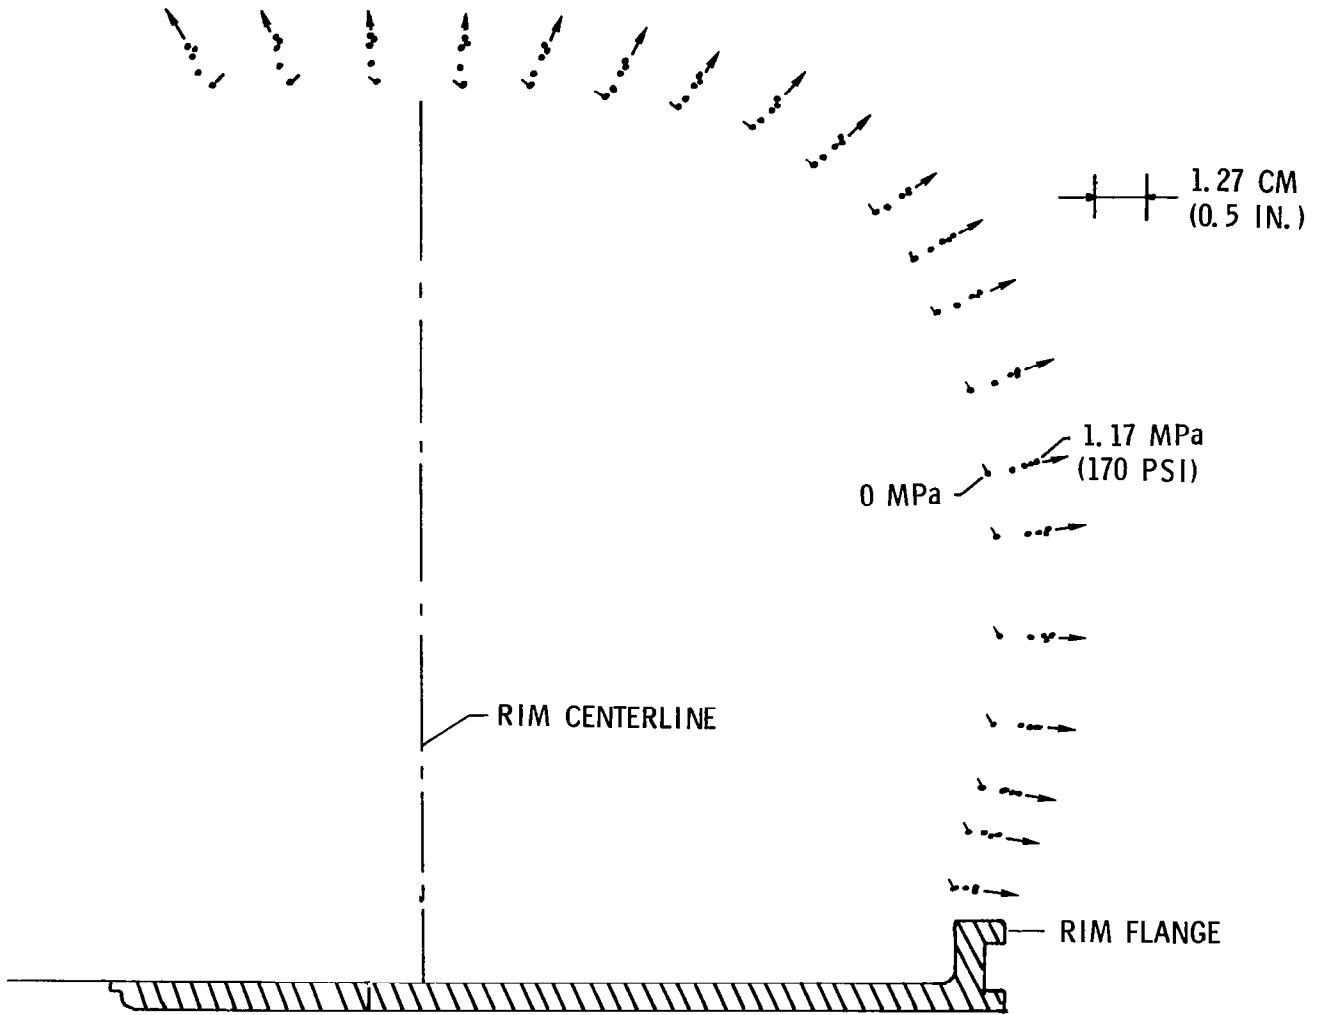 1.27 CM
(0.5 IN.)
1.17 MPa
(170 PSI)
0 MPa
RIM CENTERLINE
RIM FLANGE